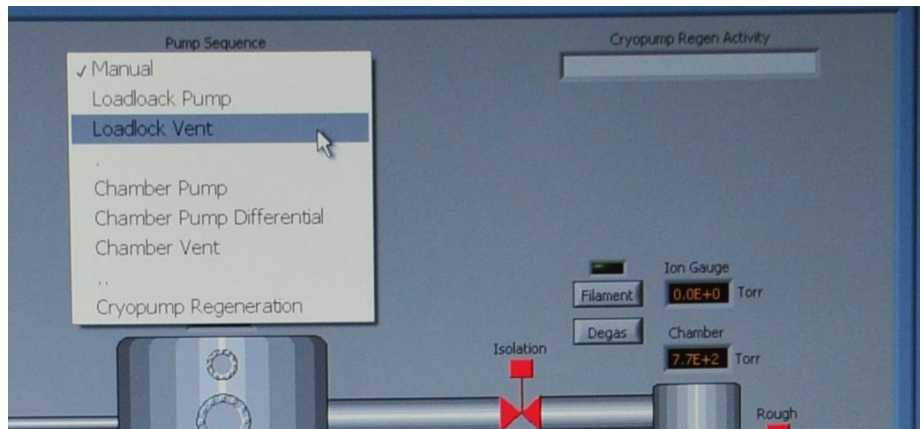 Pump Sequence
✓ Manual
Loadloack Pump
Loadlock Vent
.
Chamber Pump
Chamber Pump Differential
Chamber Vent
..
Cryopump Regeneration
Cryopump Regen Activity
Ion Gauge
Filament
0.0E+0 Torr
Degas
Chamber
7.7E+2 Torr
Isolation
Rough